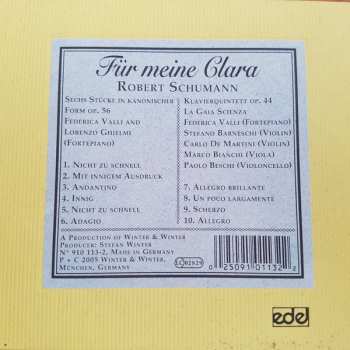 Für meine Clara
Robert Schumann
Sechs Stücke in kanonischer
Form op. 56
Federica Valli and
Lorenzo Ghielmi
(Fortepiano)
1. Nicht zu schnell
2. Mit innigem Ausdruck
3. Andantino
4. Innig
5. Nicht zu schnell
6. Adagio
Klavierquintett op. 44
La Gaia Scienza
Federica Valli (Fortepiano)
Stefano Barneschi (Violin)
Carlo De Martini (Violin)
Marco Bianchi (Viola)
Paolo Beschi (Violoncello)
7. Allegro brillante
8. Un poco largamente
9. Scherzo
10. Allegro
A Production of Winter & Winter
Producer: Stefan Winter
N° 910 113-2, Made in Germany
P + C 2005 Winter & Winter,
München, Germany
LC 02829
0 25091 01132 2
edel